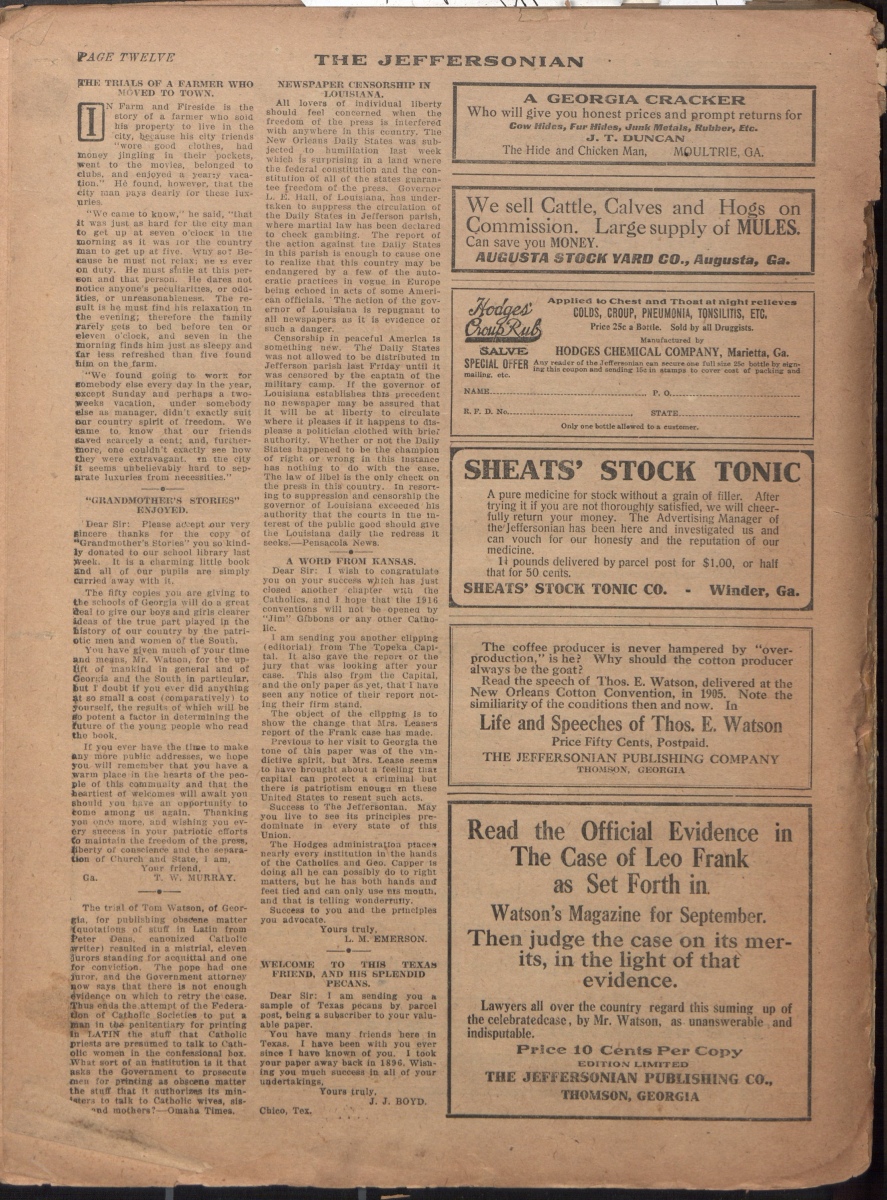 PAGE TWELVE
THE JEFFERSONIAN
THE TRIALS OF A FARMER WHO
MOVED TO TOWN.
IN Farm and Fireside is the
story of a farmer who sold
his property to live in the
city, because his city friends
"wore good clothes, had
money jingling in their pockets,
went to the movies, belonged to
clubs, and enjoyed a yearly vaca-
tion." He found, however, that the
city man pays dearly for these lux-
uries.
"We came to know," he said, "that
it was just as hard for the city man
to get up at seven o'clock in the
morning as it was for the country
man to get up at five. Why so? Be-
cause he must not relax; he is ever
on duty. He must smile at this per-
son and that person. He dares not
notice anyone's peculiarities, or odd-
ities, or unreasonableness. The re-
sult is he must find his relaxation in
the evening; therefore the family
rarely gets to bed before ten or
eleven o'clock, and seven in the
morning finds him just as sleepy and
far less refreshed than five found
him on the farm.
"We found going to work for
somebody else every day in the year,
except Sunday and perhaps a two-
weeks vacation, under somebody
else as manager, didn't exactly suit
our country spirit of freedom. We
came to know that our friends
saved scarcely a cent; and, further-
more, one couldn't exactly see how
they were extravagant. In the city
it seems unbelievably hard to sep-
arate luxuries from necessities."
"GRANDMOTHER'S STORIES"
ENJOYED.
Dear Sir: Please accept our very
sincere thanks for the copy of
"Grandmother's Stories" you so kind-
ly donated to our school library last
week. It is a charming little book
and all of our pupils are simply
carried away with it.
The fifty copies you are giving to
the schools of Georgia will do a great
deal to give our boys and girls clearer
ideas of the true part played in the
history of our country by the patri-
otic men and women of the South.
You have given much of your time
and means, Mr. Watson, for the up-
lift of mankind in general and of
Georgia and the South in particular,
but I doubt if you ever did anything
at so small a cost (comparatively) to
yourself, the results of which will be
so potent a factor in determining the
future of the young people who read
the book.
If you ever have the time to make
any more public addresses, we hope
you will remember that you have a
warm place in the hearts of the peo-
ple of this community and that the
heartiest of welcomes will await you
should you have an opportunity to
come among us again. Thanking
you once more, and wishing you ev-
ery success in your patriotic efforts
to maintain the freedom of the press,
liberty of conscience and the separa-
tion of Church and State, I am,
Your friend,
Ga. T. W. MURRAY.
The trial of Tom Watson, of Geor-
gia, for publishing obscene matter
(quotations of stuff in Latin from
Peter Dens, canonized Catholic
writer) resulted in a mistrial, eleven
jurors standing for acquittal and one
for conviction. The pope had one
juror, and the Government attorney
now says that there is not enough
evidence on which to retry the case.
Thus ends the attempt of the Federa-
tion of Catholic Societies to put a
man in the penitentiary for printing
in LATIN the stuff that Catholic
priests are presumed to talk to Cath-
olic women in the confessional box.
What sort of an institution is it that
asks the Government to prosecute
men for printing as obscene matter
the stuff that it authorizes its min-
isters to talk to Catholic wives, sis-
and mothers?—Omaha Times.
NEWSPAPER CENSORSHIP IN
LOUISIANA.
All lovers of individual liberty
should feel concerned when the
freedom of the press is interfered
with anywhere in this country. The
New Orleans Daily States was sub-
jected to humiliation last week
which is surprising in a land where
the federal constitution and the con-
stitution of all of the states guaran-
tee freedom of the press. Governor
L. E. Hall, of Louisiana, has under-
taken to suppress the circulation of
the Daily States in Jefferson parish,
where martial law has been declared
to check gambling. The report of
the action against the Daily States
in this parish is enough to cause one
to realize that this country may be
endangered by a few of the auto-
cratic practices in vogue in Europe
being echoed in acts of some Amer-
ican officials. The action of the gov-
ernor of Louisiana is repugnant to
all newspapers as it is evidence of
such a danger.
Censorship in peaceful America is
something new. The Daily States
was not allowed to be distributed in
Jefferson parish last Friday until it
was censored by the captain of the
military camp. If the governor of
Louisiana establishes this precedent
no newspaper may be assured that
it will be at liberty to circulate
where it pleases if it happens to dis-
please a politician clothed with brief
authority. Whether or not the Daily
States happened to be the champion
of right or wrong in this instance
has nothing to do with the case.
The law of libel is the only check on
the press in this country. In resort-
ing to suppression and censorship the
governor of Louisiana exceeded his
authority that the courts in the in-
terest of the public good should give
the Louisiana daily the redress it
seeks.—Pensacola News.
A WORD FROM KANSAS.
Dear Sir: I wish to congratulate
you on your success which has just
closed another chapter with the
Catholics, and I hope that the 1916
conventions will not be opened by
"Jim" Gibbons or any other Catho-
lic.
I am sending you another clipping
(editorial) from The Topeka Capi-
tal. It also gave the report of the
jury that was looking after your
case. This also from the Capital,
and the only paper as yet, that I have
seen any notice of their report not-
ing their firm stand.
The object of the clipping is to
show the change that Mrs. Lease's
report of the Frank case has made.
Previous to her visit to Georgia the
tone of this paper was of the vin-
dictive spirit, but Mrs. Lease seems
to have brought about a feeling that
capital can protect a criminal but
there is patriotism enough in these
United States to resent such acts.
Success to The Jeffersonian. May
you live to see its principles pre-
dominate in every state of this
Union.
The Hodges administration places
nearly every institution in the hands
of the Catholics and Geo. Capper is
doing all he can possibly do to right
matters, but he has both hands and
feet tied and can only use his mouth,
and that is telling wonderfully.
Success to you and the principles
you advocate.
Yours truly,
L. M. EMERSON.
WELCOME TO THIS TEXAS
FRIEND, AND HIS SPLENDID
PECANS.
Dear Sir: I am sending you a
sample of Texas pecans by parcel
post, being a subscriber to your valu-
able paper.
You have many friends here in
Texas. I have been with you ever
since I have known of you. I took
your paper away back in 1896. Wish-
ing you much success in all of your
undertakings,
Yours truly,
J. J. BOYD.
Chico, Tex.
A GEORGIA CRACKER
Who will give you honest prices and prompt returns for
Cow Hides, Fur Hides, Junk Metals, Rubber, Etc.
J. T. DUNCAN
The Hide and Chicken Man, MOULTRIE, GA.
We sell Cattle, Calves and Hogs on
Commission. Large supply of MULES.
Can save you MONEY.
AUGUSTA STOCK YARD CO., Augusta, Ga.
Hodges'
Croup Rub
SALVE
Applied to Chest and Thoat at night relieves
COLDS, CROUP, PNEUMONIA, TONSILITIS, ETC,
Price 25c a Bottle. Sold by all Druggists.
Manufactured by
HODGES CHEMICAL COMPANY, Marietta, Ga.
SPECIAL OFFER Any reader of the Jeffersonian can recure one full size 25c bottle by sign-
ing this coupon and sending 15c in stamps to cover cost of packing and
mailing, etc.
NAME P. O.
R. F. D. No. STATE
Only one bottle allowed to a customer.
SHEATS' STOCK TONIC
A pure medicine for stock without a grain of filler. After
trying it if you are not thoroughly satisfied, we will cheer-
fully return your money. The Advertising Manager of
the Jeffersonian has been here and investigated us and
can vouch for our honesty and the reputation of our
medicine.
1¼ pounds delivered by parcel post for $1.00, or half
that for 50 cents.
SHEATS' STOCK TONIC CO. - Winder, Ga.
The coffee producer is never hampered by "over-
production," is he? Why should the cotton producer
always be the goat?
Read the speech of Thos. E. Watson, delivered at the
New Orleans Cotton Convention, in 1905. Note the
similiarity of the conditions then and now. In
Life and Speeches of Thos. E. Watson
Price Fifty Cents, Postpaid.
THE JEFFERSONIAN PUBLISHING COMPANY
THOMSON, GEORGIA
Read the Official Evidence in
The Case of Leo Frank
as Set Forth in
Watson's Magazine for September.
Then judge the case on its mer-
its, in the light of that
evidence.
Lawyers all over the country regard this suming up of
the celebratedcase, by Mr. Watson, as unanswerable and
indisputable.
Price 10 Cents Per Copy
EDITION LIMITED
THE JEFFERSONIAN PUBLISHING CO.,
THOMSON, GEORGIA